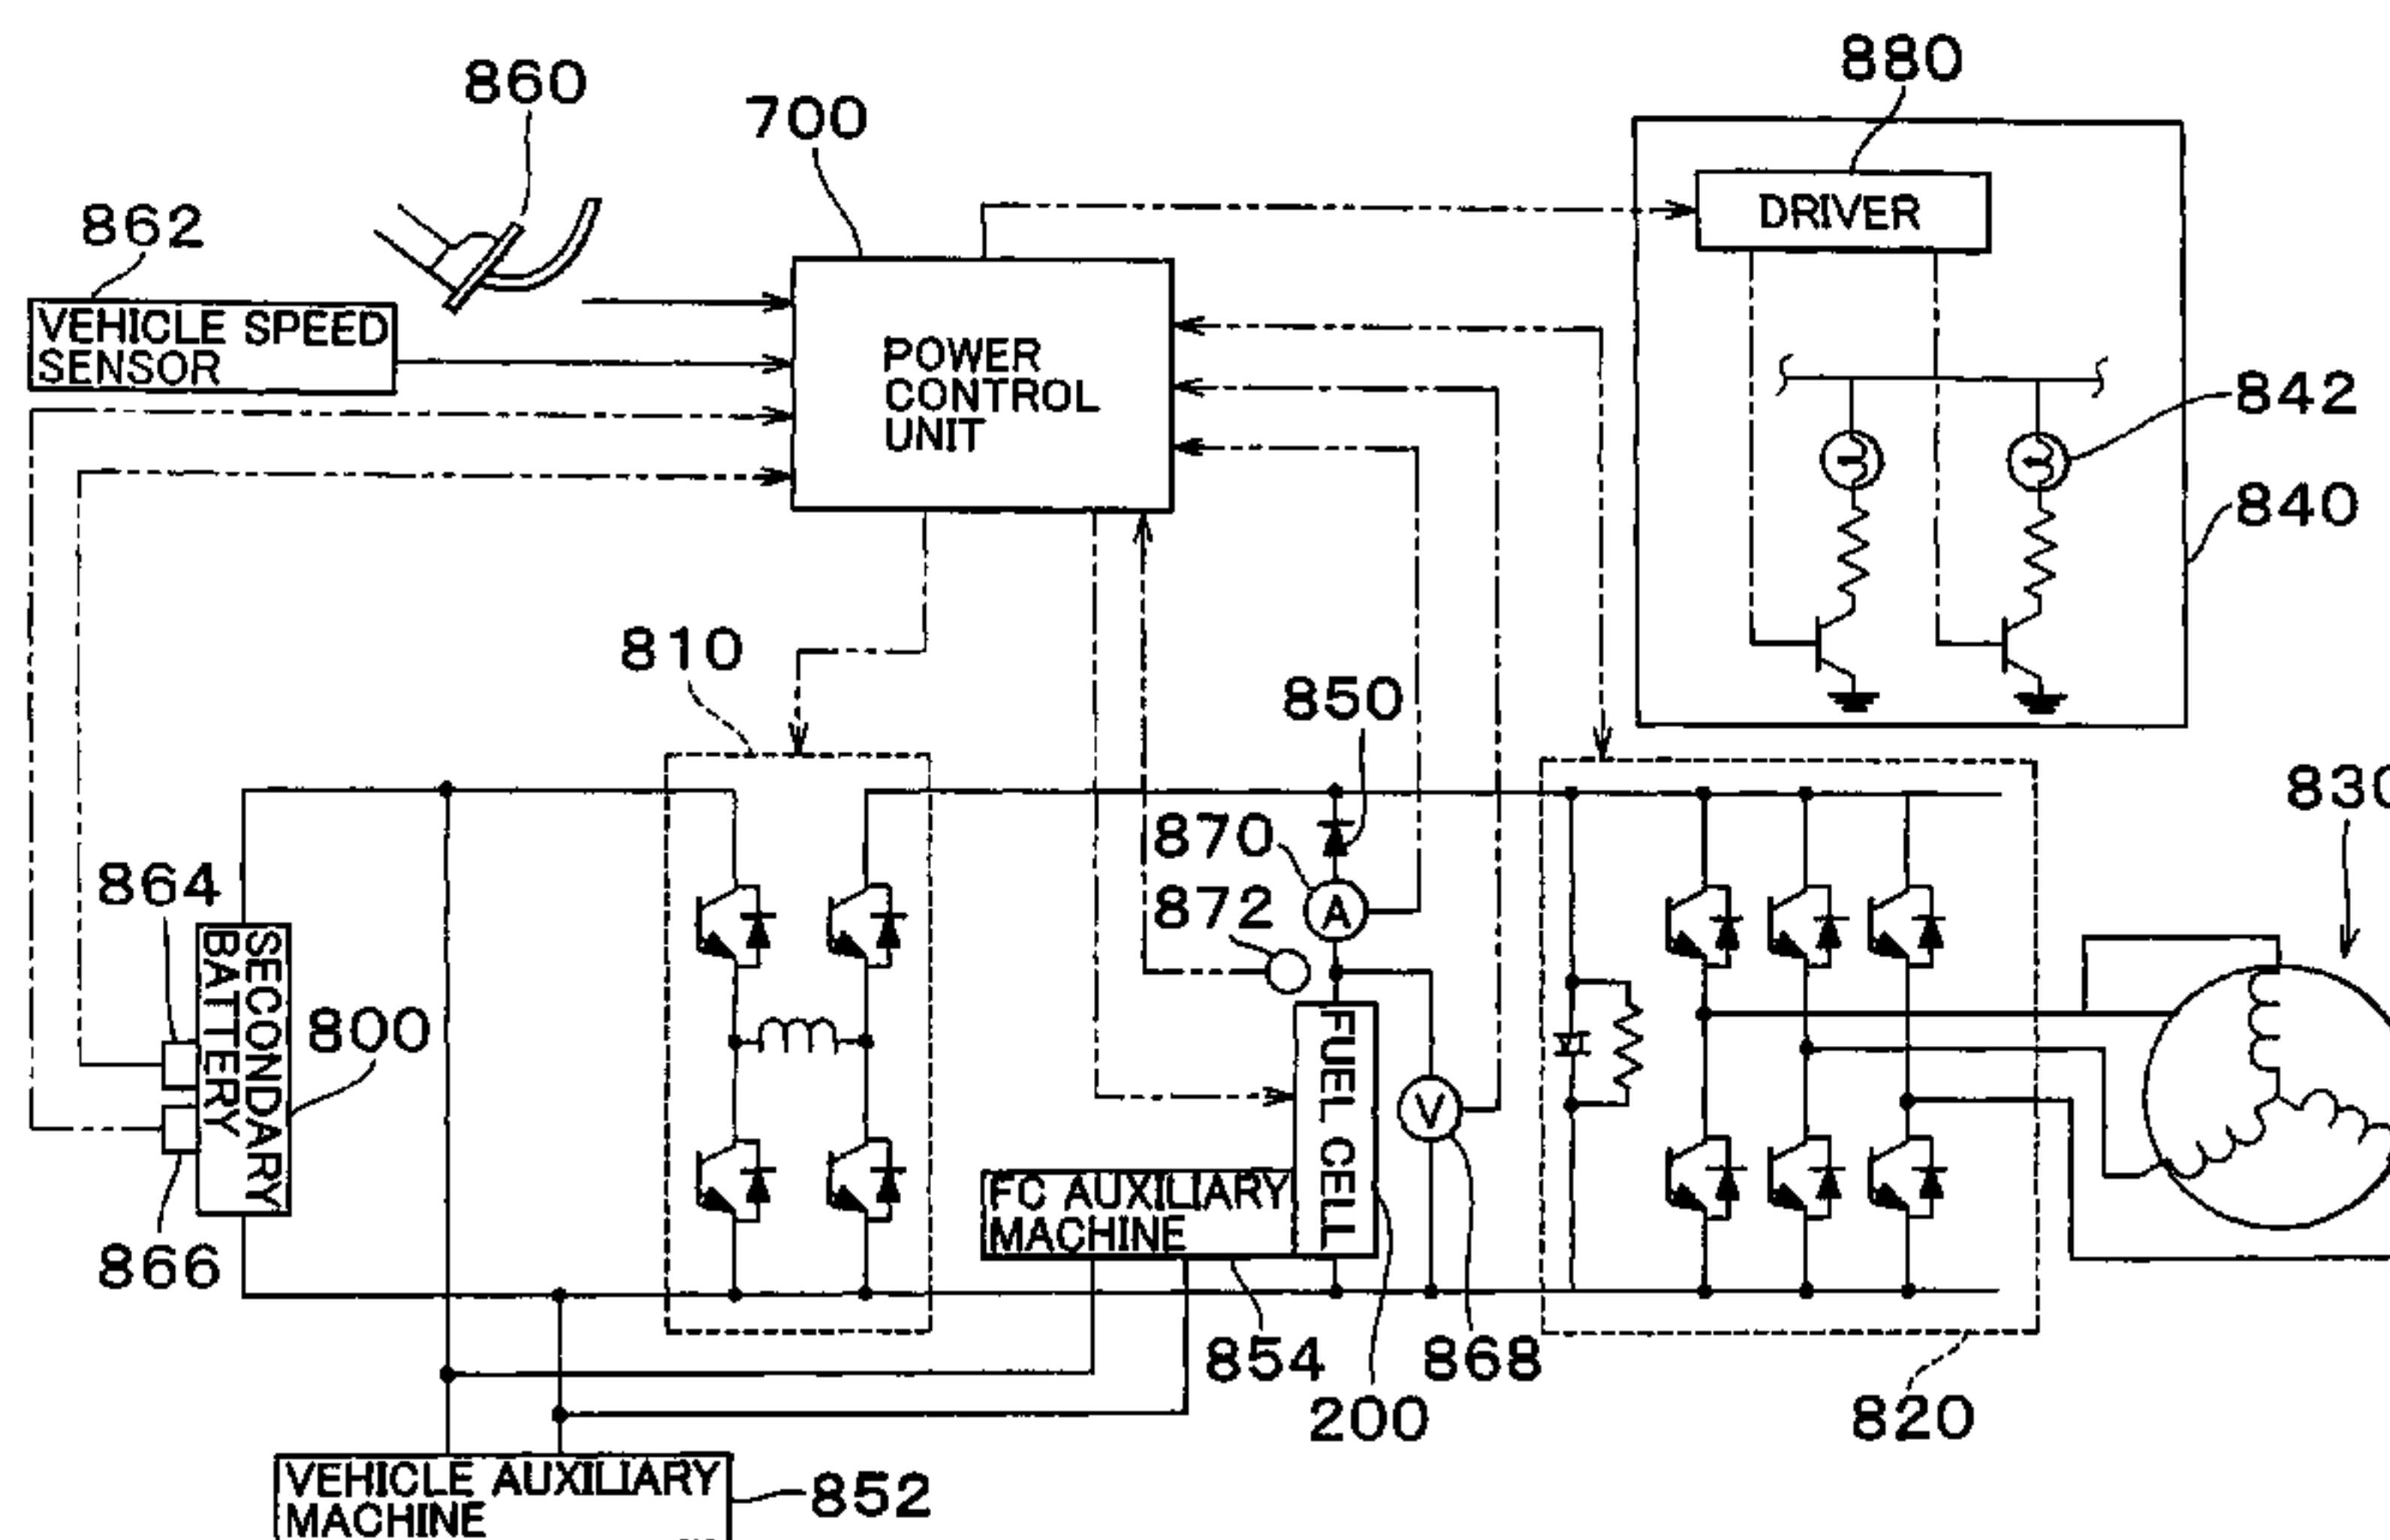 880
860
700
862
DRIVER
VEHICLE SPEED
SENSOR
POWER
CONTROL
UNIT
842
840
810
850
830
870
864
872
A
SECONDARY
BATTERY
800
FUEL CELL
V
FC AUXILIARY
MACHINE
866
854
868
200
820
VEHICLE AUXILIARY
MACHINE
852